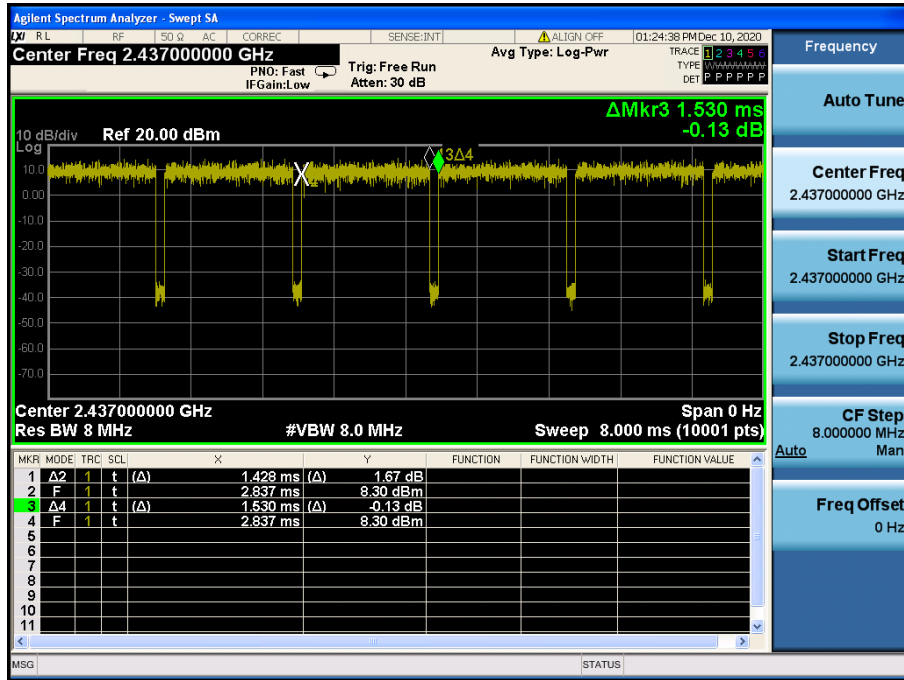 Agilent Spectrum Analyzer - Swept SA
LXI RL RF 50 Ω AC CORREC SENSE:INT ALIGN OFF 01:24:38 PM Dec 10, 2020
Center Freq 2.437000000 GHz
PNO: Fast
IFGain:Low
Trig: Free Run
Atten: 30 dB
Avg Type: Log-Pwr
TRACE 1 2 3 4 5 6
TYPE
DET P P P P P P
ΔMkr3 1.530 ms
-0.13 dB
10 dB/div Ref 20.00 dBm
Log
3Δ4
10.0
0.00
-10.0
-20.0
-30.0
-40.0
-50.0
-60.0
-70.0
Center 2.437000000 GHz Span 0 Hz
Res BW 8 MHz #VBW 8.0 MHz Sweep 8.000 ms (10001 pts)
MKR MODE TRC SCL X Y FUNCTION FUNCTION WIDTH FUNCTION VALUE
1 Δ2 1 t (Δ) 1.428 ms (Δ) 1.67 dB
2 F 1 t 2.837 ms 8.30 dBm
3 Δ4 1 t (Δ) 1.530 ms (Δ) -0.13 dB
4 F 1 t 2.837 ms 8.30 dBm
5
6
7
8
9
10
11
MSG STATUS
Frequency
Auto Tune
Center Freq
2.437000000 GHz
Start Freq
2.437000000 GHz
Stop Freq
2.437000000 GHz
CF Step
8.000000 MHz
Auto Man
Freq Offset
0 Hz